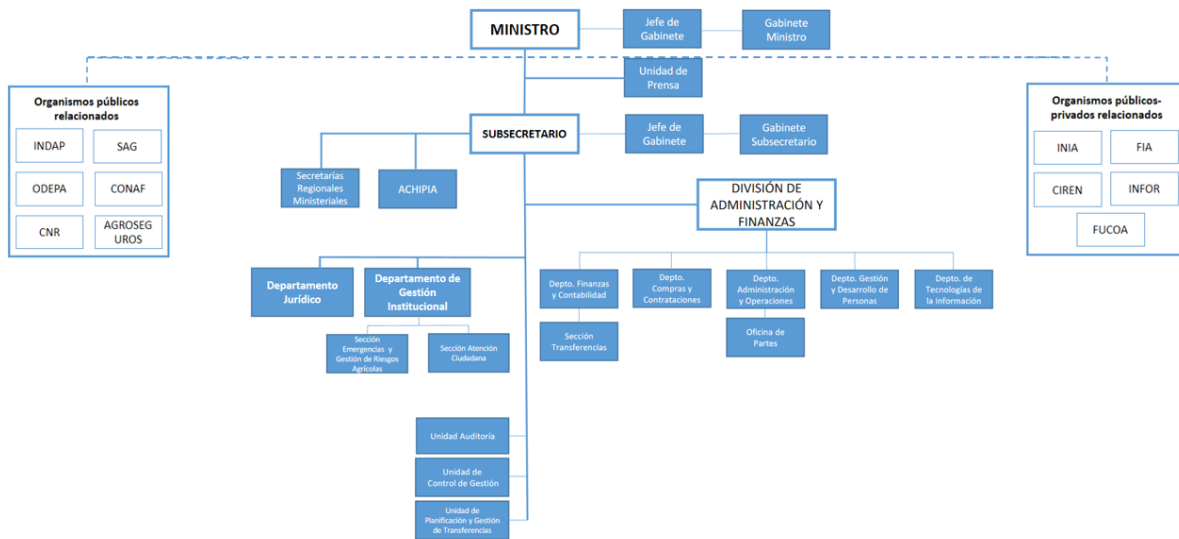 MINISTRO
Jefe de
Gabinete
Gabinete
Ministro
Unidad de
Prensa
Organismos públicos
relacionados
INDAP
SAG
ODEPA
CONAF
CNR
AGROSEG
UROS
Organismos públicos-
privados relacionados
INIA
FIA
CIREN
INFOR
FUCOA
SUBSECRETARIO
Jefe de
Gabinete
Gabinete
Subsecretario
Secretarías
Regionales
Ministeriales
ACHIPIA
DIVISIÓN DE
ADMINISTRACIÓN Y
FINANZAS
Departamento
Jurídico
Departamento de
Gestión
Institucional
Sección
Emergencias y
Gestión de Riesgos
Agrícolas
Sección Atención
Ciudadana
Depto. Finanzas
y Contabilidad
Depto.
Compras y
Contrataciones
Depto.
Administración
y Operaciones
Depto. Gestión
y Desarrollo de
Personas
Depto. de
Tecnologías de
la Información
Sección
Transferencias
Oficina de
Partes
Unidad Auditoría
Unidad de
Control de Gestión
Unidad de
Planificación y Gestión
de Transferencias